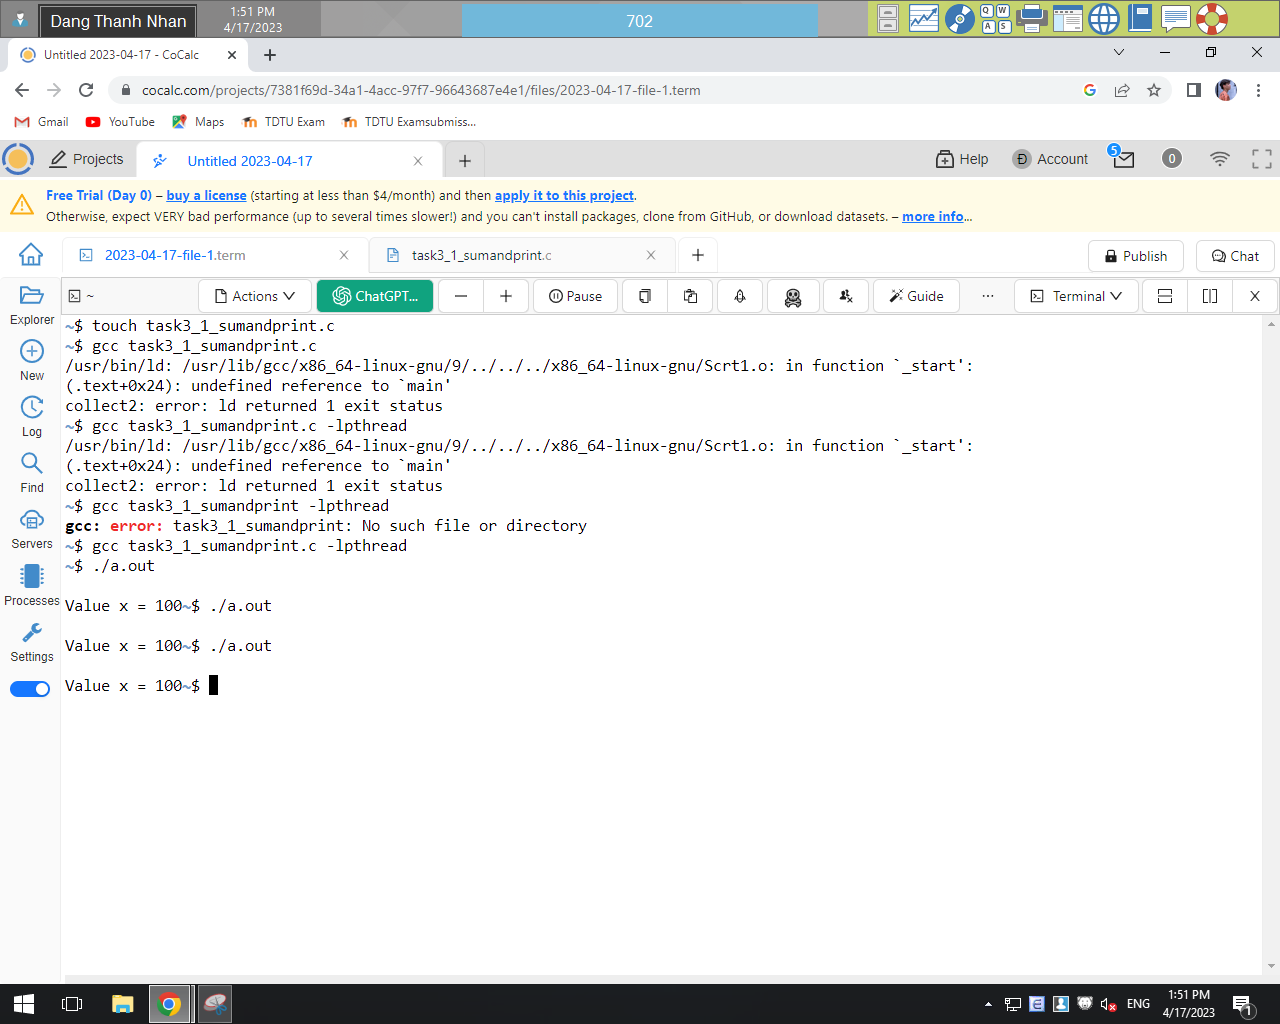 Dang Thanh Nhan
1:51 PM
4/17/2023
702
Q W
A S
Untitled 2023-04-17 - CoCalc
cocalc.com/projects/7381f69d-34a1-4acc-97f7-96643687e4e1/files/2023-04-17-file-1.term
Gmail YouTube Maps TDTU Exam TDTU Examsubmiss...
Projects Untitled 2023-04-17 Help Account 5 0
Free Trial (Day 0) – buy a license (starting at less than $4/month) and then apply it to this project.
Otherwise, expect VERY bad performance (up to several times slower!) and you can't install packages, clone from GitHub, or download datasets. – more info...
2023-04-17-file-1.term task3_1_sumandprint.c Publish Chat
~ Actions ChatGPT... Pause Guide ... Terminal
Explorer
New
Log
Find
Servers
Processes
Settings
~$ touch task3_1_sumandprint.c
~$ gcc task3_1_sumandprint.c
/usr/bin/ld: /usr/lib/gcc/x86_64-linux-gnu/9/../../../x86_64-linux-gnu/Scrt1.o: in function `_start':
(.text+0x24): undefined reference to `main'
collect2: error: ld returned 1 exit status
~$ gcc task3_1_sumandprint.c -lpthread
/usr/bin/ld: /usr/lib/gcc/x86_64-linux-gnu/9/../../../x86_64-linux-gnu/Scrt1.o: in function `_start':
(.text+0x24): undefined reference to `main'
collect2: error: ld returned 1 exit status
~$ gcc task3_1_sumandprint -lpthread
gcc: error: task3_1_sumandprint: No such file or directory
~$ gcc task3_1_sumandprint.c -lpthread
~$ ./a.out
Value x = 100~$ ./a.out
Value x = 100~$ ./a.out
Value x = 100~$
ENG
1:51 PM
4/17/2023
1